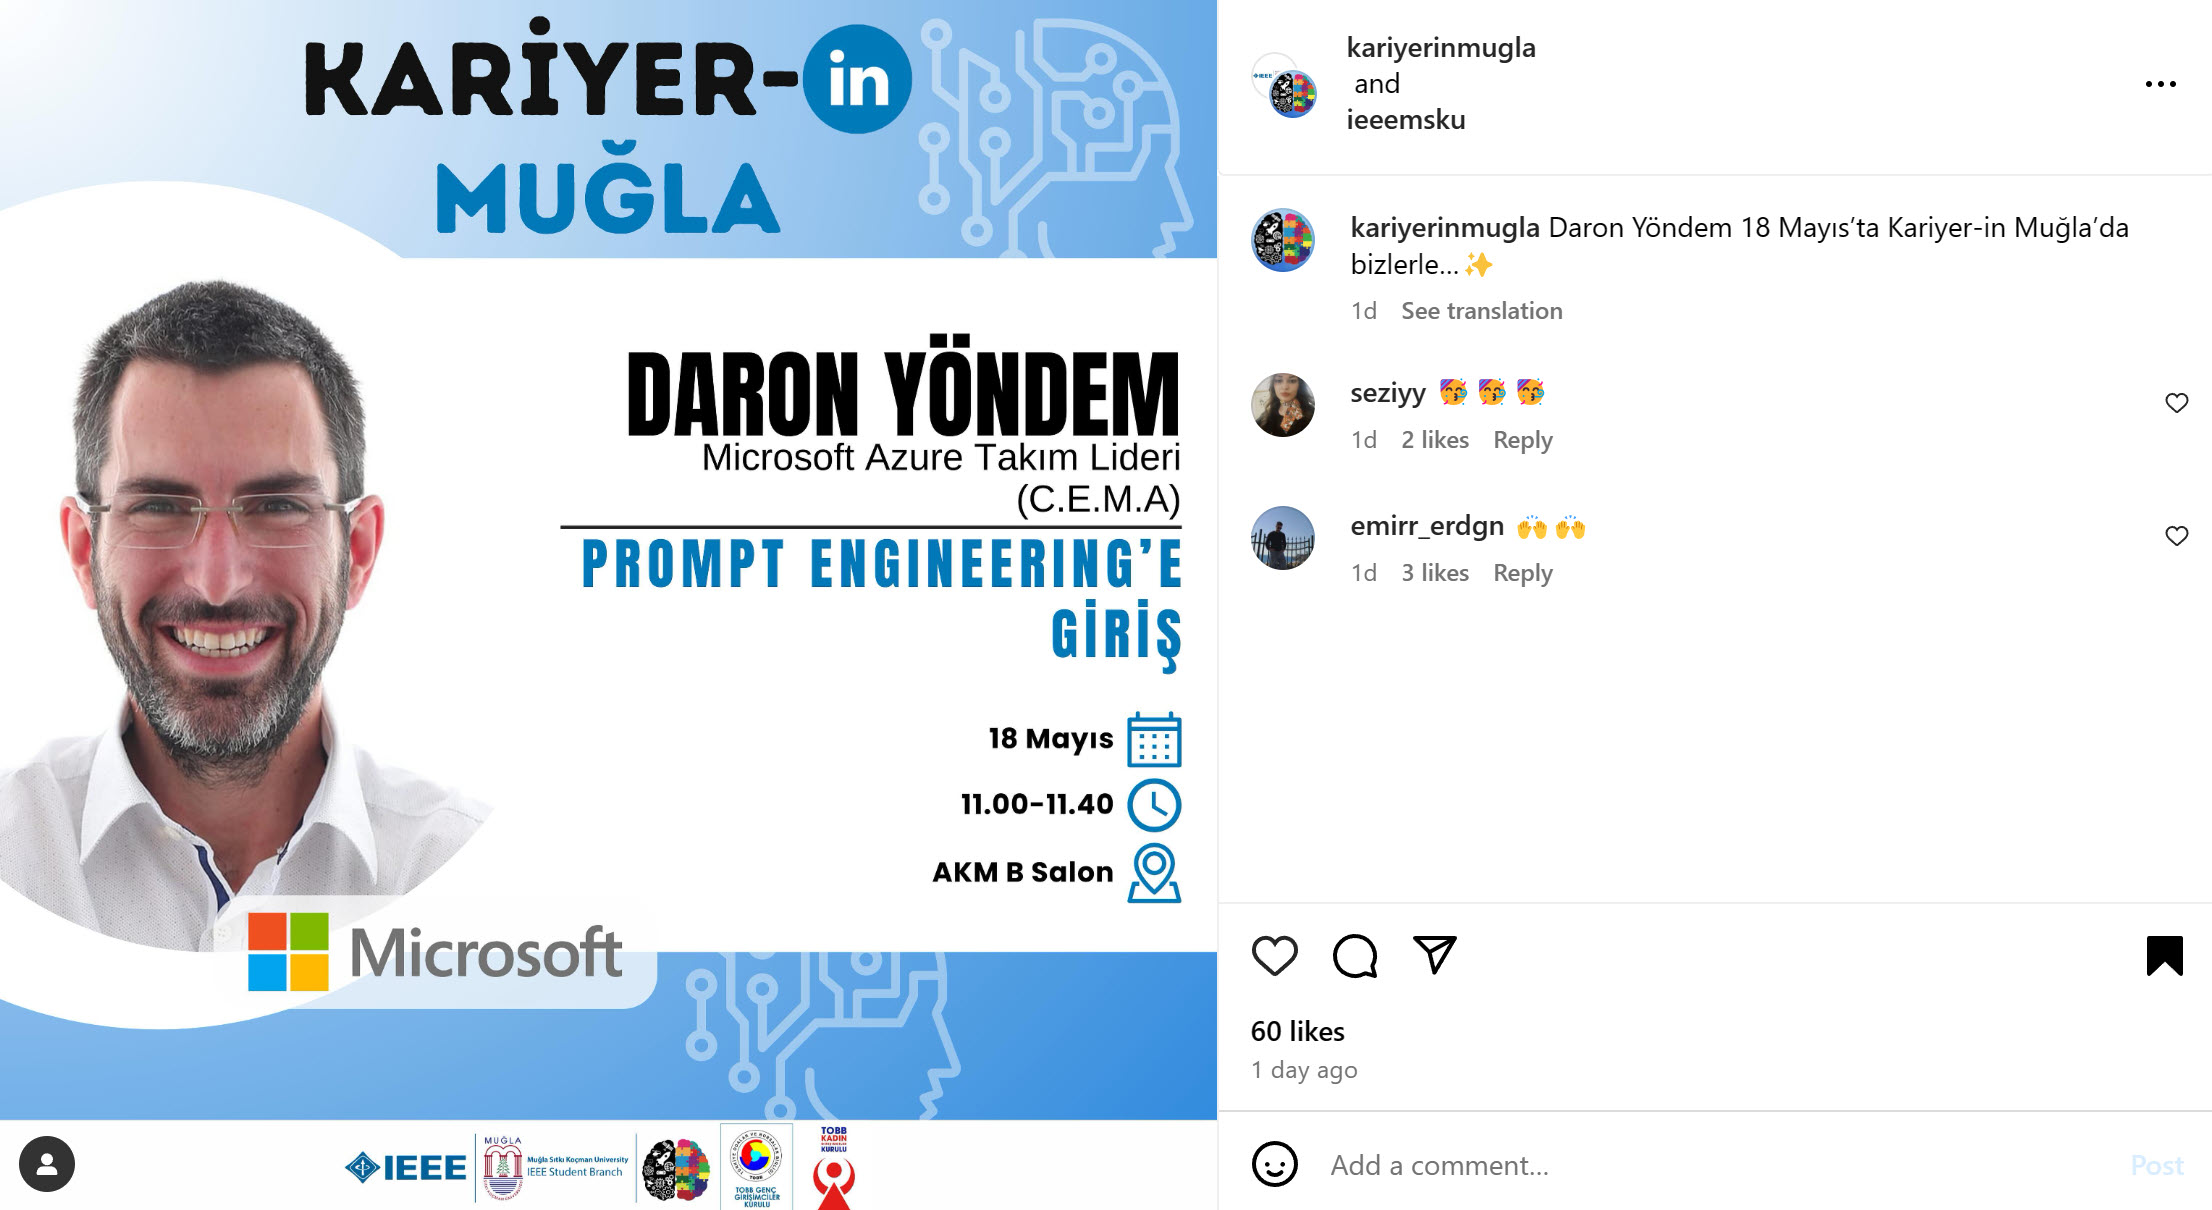 KARİYER-in
MUĞLA
DARON YÖNDEM
Microsoft Azure Takım Lideri
(C.E.M.A)
PROMPT ENGINEERING’E
GİRİŞ
18 Mayıs
11.00-11.40
AKM B Salon
Microsoft
IEEE
MUĞLA
Muğla Sıtkı Koçman University
IEEE Student Branch
TOBB
TOBB GENÇ
GİRİŞİMCİLER
KURULU
TOBB
KADIN
KURULU
kariyerinmugla
and
ieeemsku
IEEE
kariyerinmugla Daron Yöndem 18 Mayıs’ta Kariyer-in Muğla’da
bizlerle...✨
1d See translation
seziyy 🥳 🥳 🥳
1d 2 likes Reply
emirr_erdgn 🙌 🙌
1d 3 likes Reply
60 likes
1 day ago
Add a comment...
Post